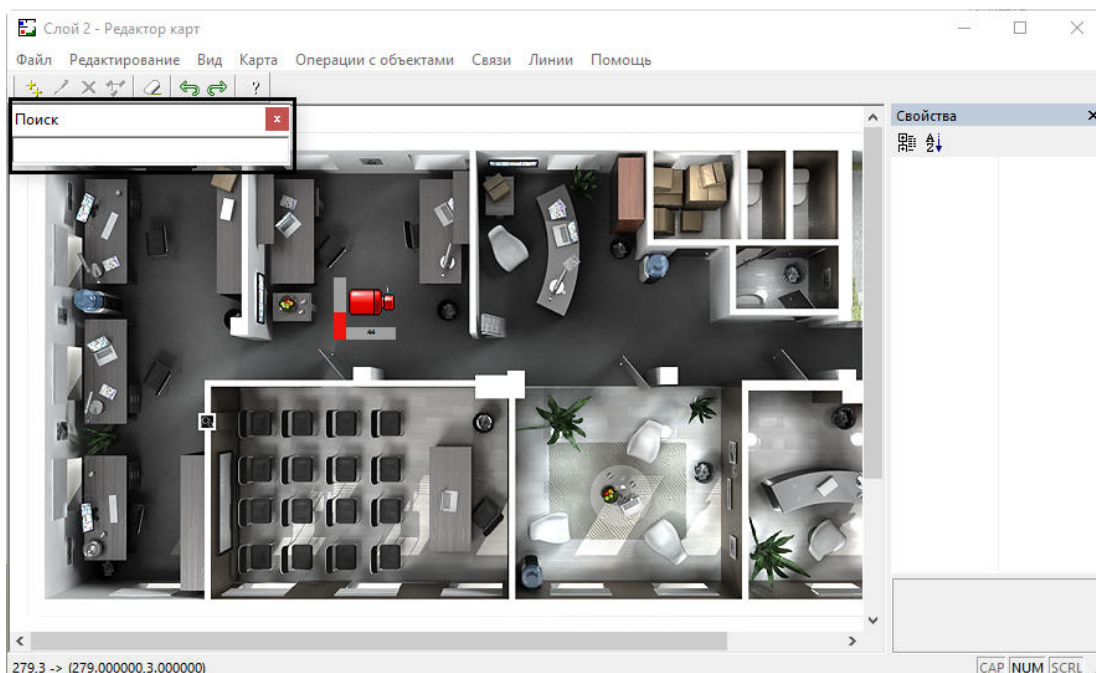 Слой 2 - Редактор карт
Файл Редактирование Вид Карта Операции с объектами Связи Линии Помощь
?
Поиск x
Свойства
A Z
44
279.3 -> (279.000000,3.000000)
CAP NUM SCRL